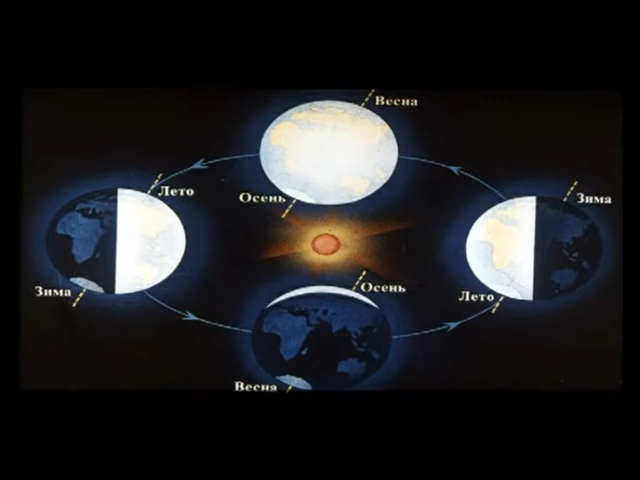 Весна
Лето
Осень
Зима
Зима
Осень
Лето
Весна